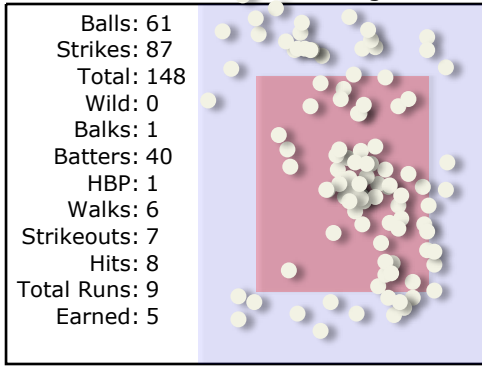 Balls: 61
Strikes: 87
Total: 148
Wild: 0
Balks: 1
Batters: 40
HBP: 1
Walks: 6
Strikeouts: 7
Hits: 8
Total Runs: 9
Earned: 5